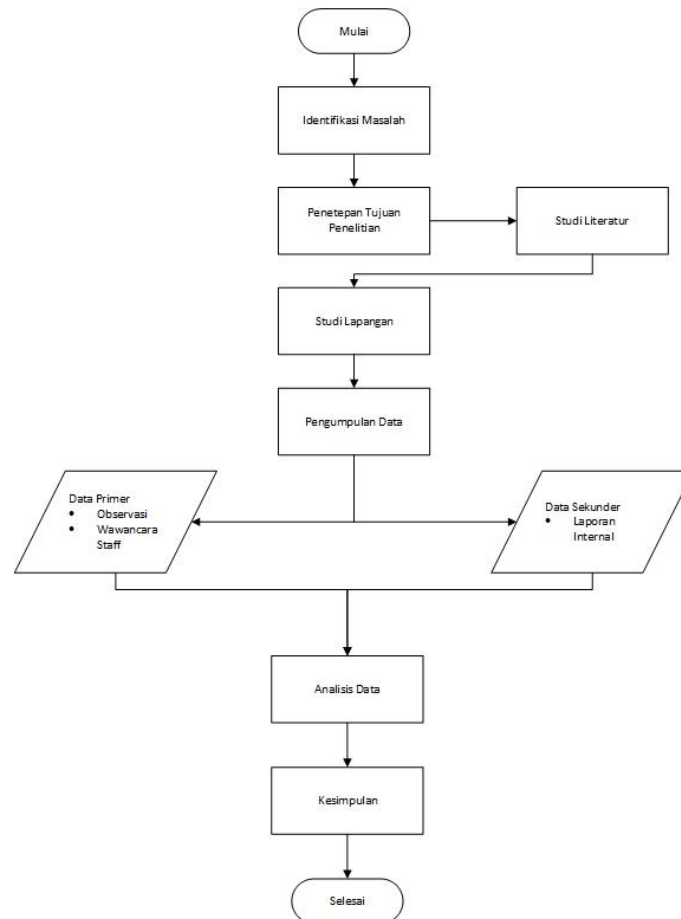 Mulai
Identifikasi Masalah
Penetepan Tujuan
Penelitian
Studi Literatur
Studi Lapangan
Pengumpulan Data
Data Primer
• Observasi
• Wawancara
Staff
Data Sekunder
• Laporan
Internal
Analisis Data
Kesimpulan
Selesai